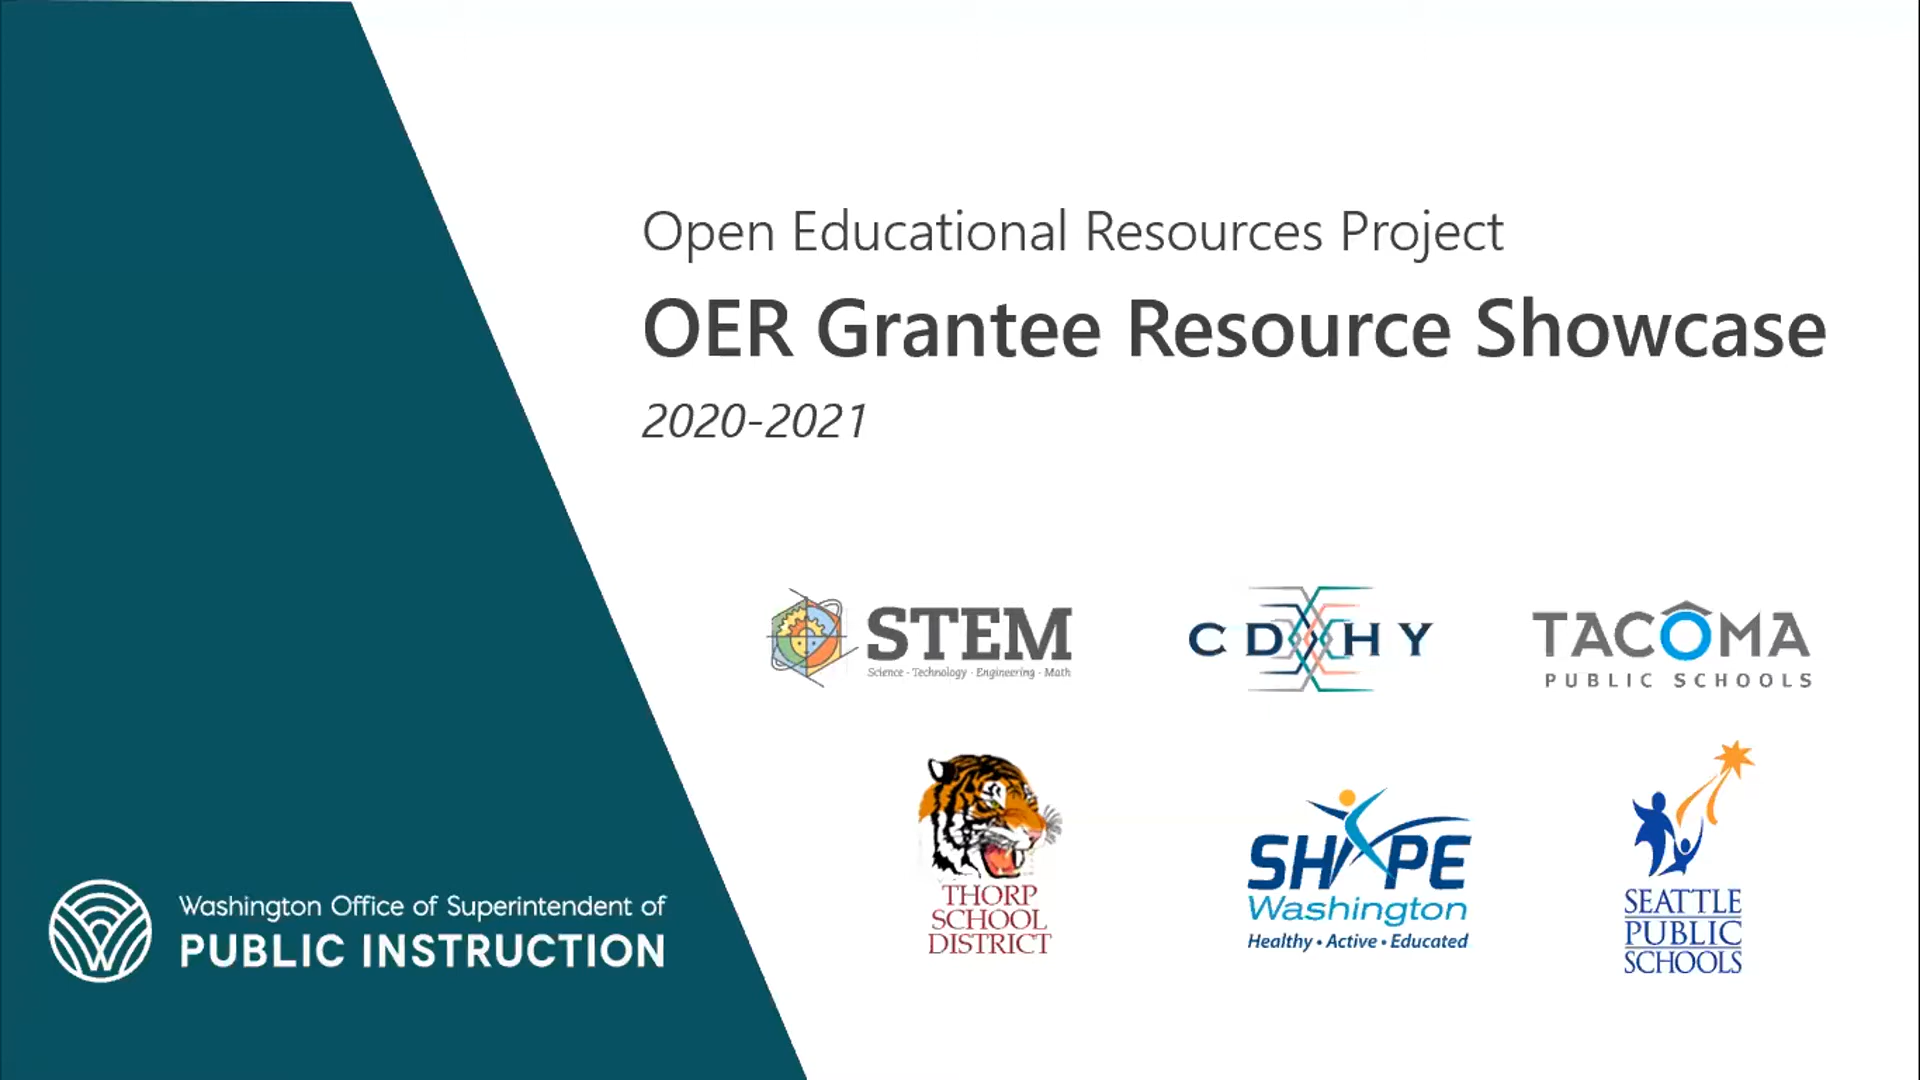 Open Educational Resources Project
OER Grantee Resource Showcase
2020-2021
STEM
Science - Technology - Engineering - Math
CDHY
TACOMA
PUBLIC SCHOOLS
THORP
SCHOOL
DISTRICT
SHAPE
Washington
Healthy • Active • Educated
SEATTLE
PUBLIC
SCHOOLS
Washington Office of Superintendent of
PUBLIC INSTRUCTION